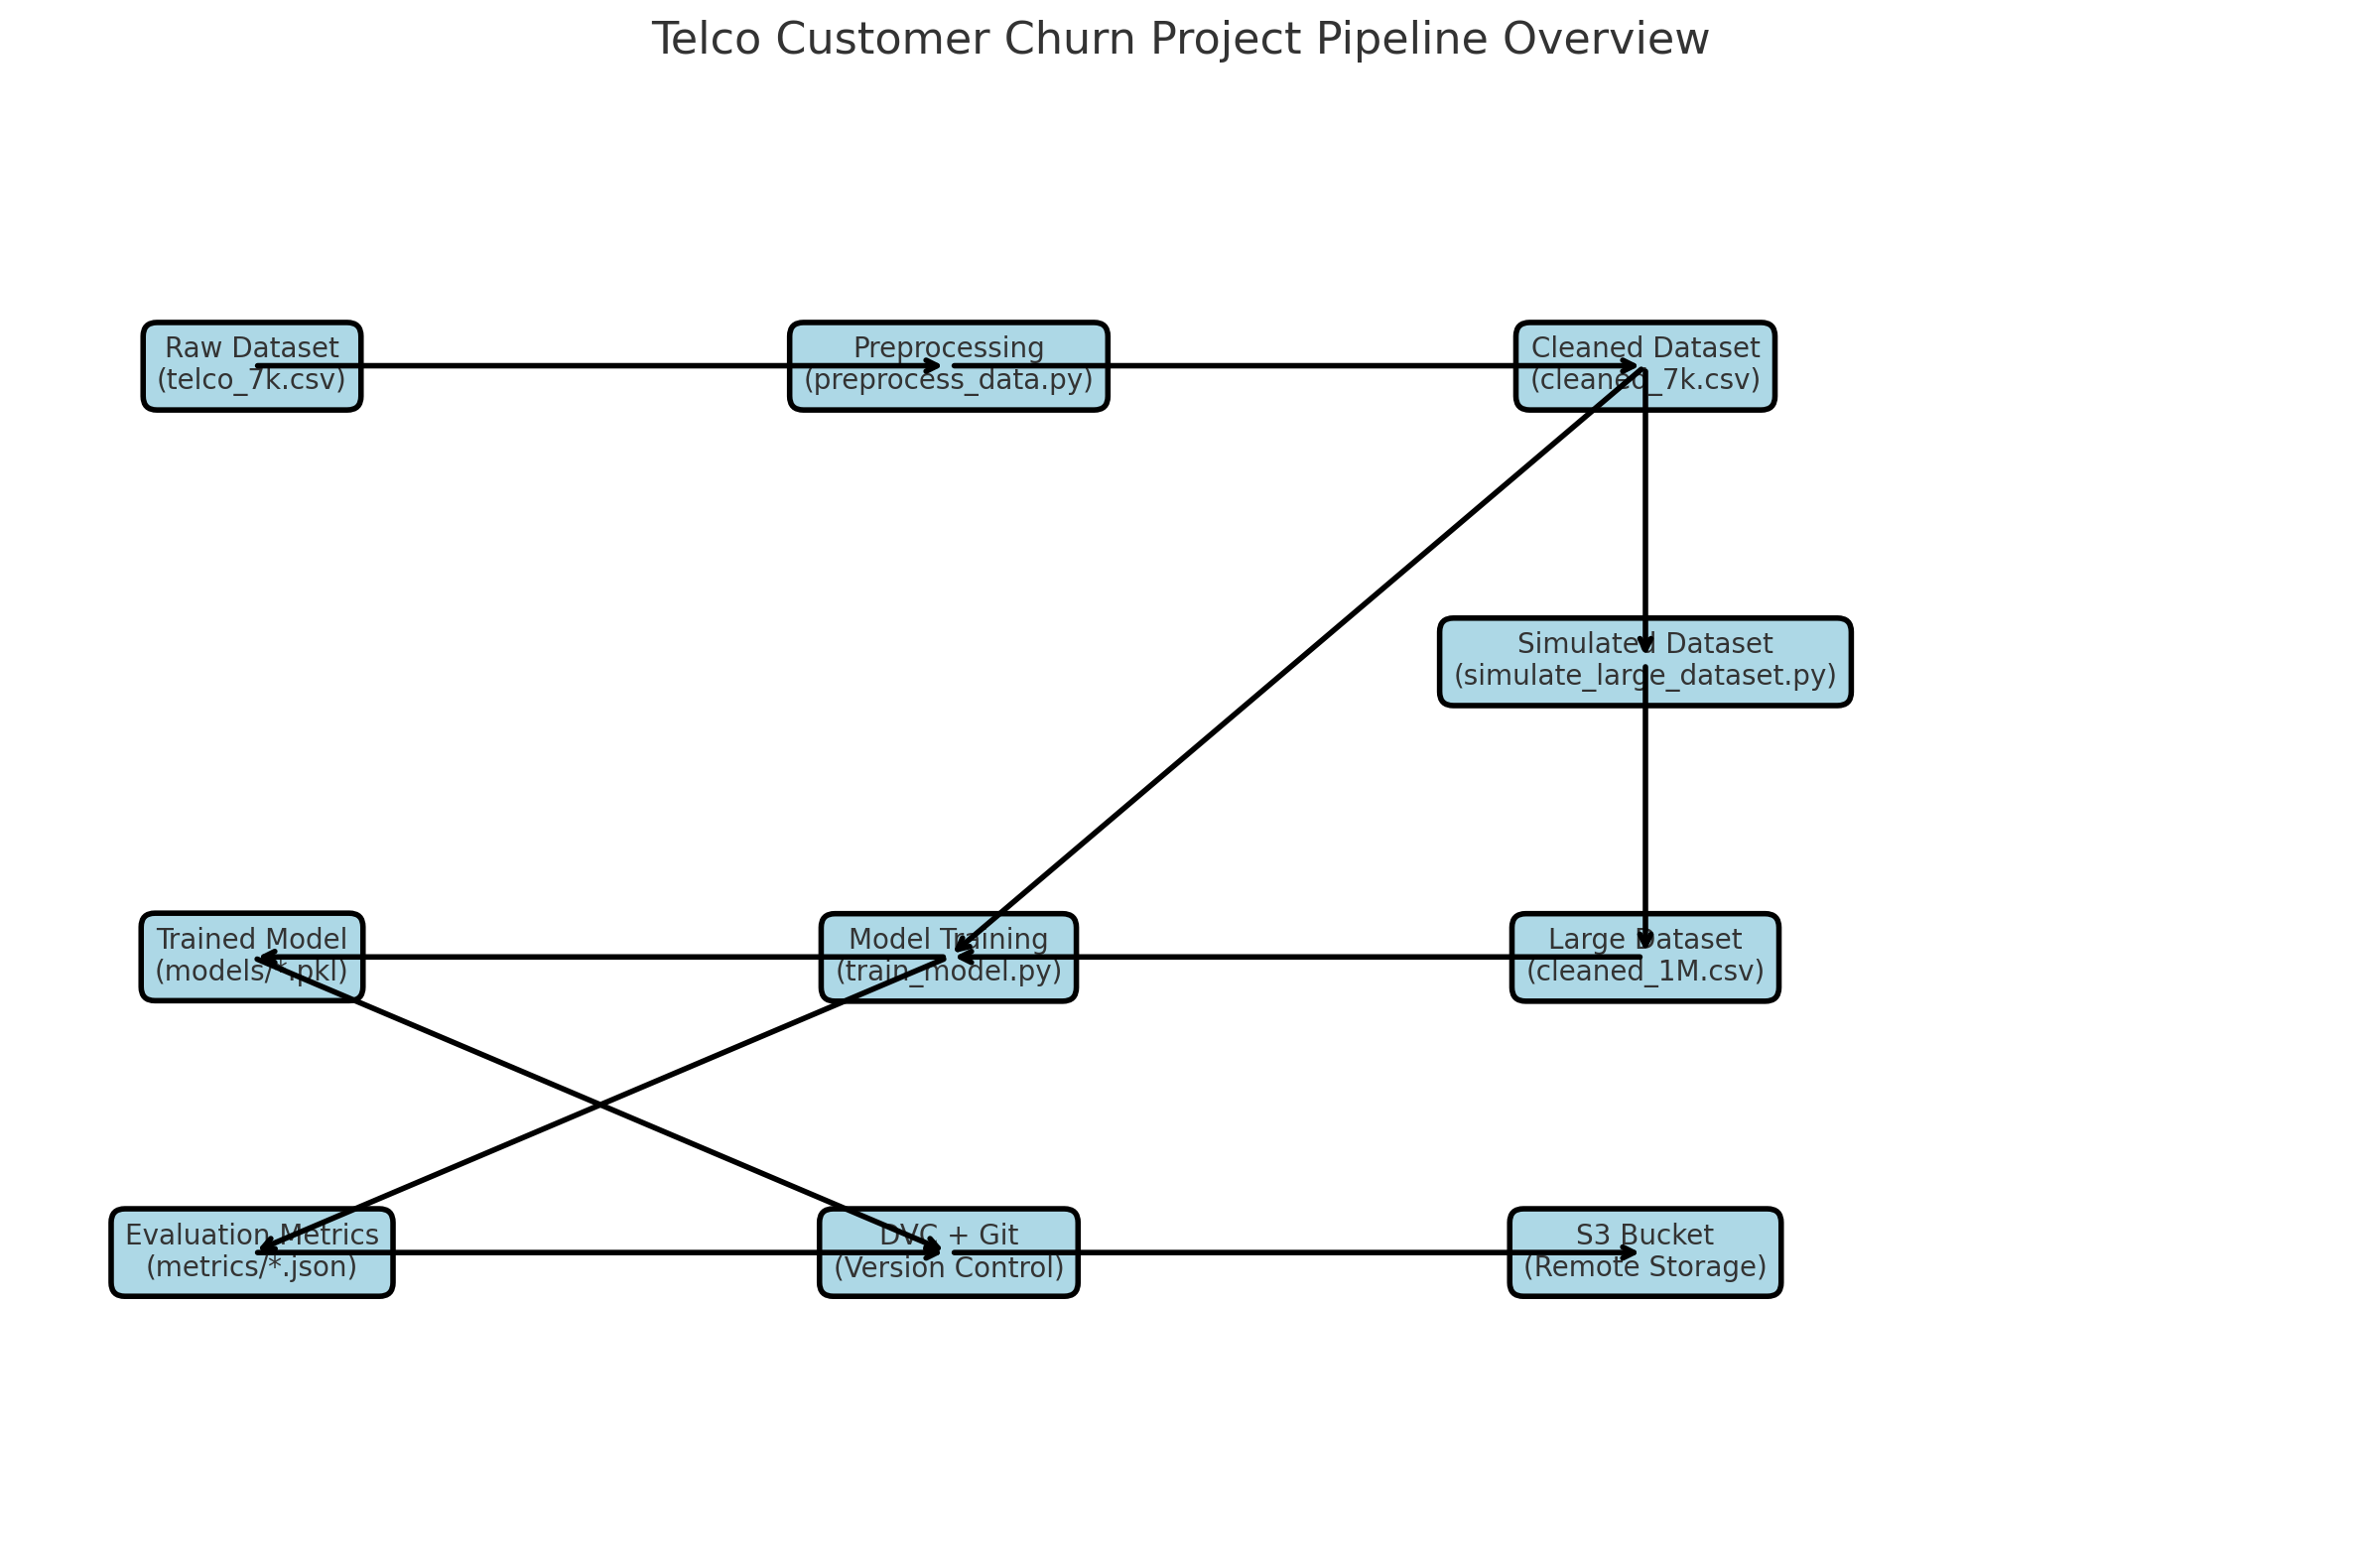 Telco Customer Churn Project Pipeline Overview
Raw Dataset
(telco_7k.csv)
Preprocessing
(preprocess_data.py)
Cleaned Dataset
(cleaned_7k.csv)
Simulated Dataset
(simulate_large_dataset.py)
Trained Model
(models/*.pkl)
Model Training
(train_model.py)
Large Dataset
(cleaned_1M.csv)
Evaluation Metrics
(metrics/*.json)
DVC + Git
(Version Control)
S3 Bucket
(Remote Storage)